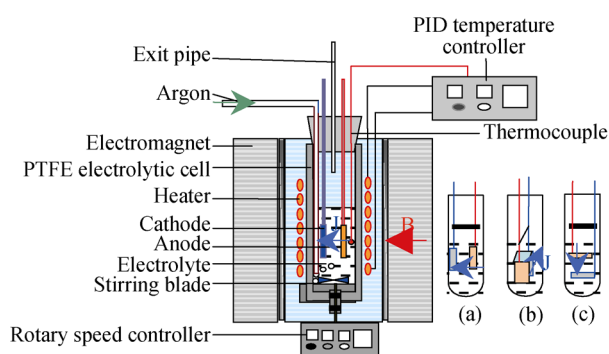 PID temperature
controller
Exit pipe
Argon
Thermocouple
Electromagnet
PTFE electrolytic cell
Heater
Cathode
Anode
Electrolyte
Stirring blade
Rotary speed controller
J
B
J
(a)
(b)
(c)